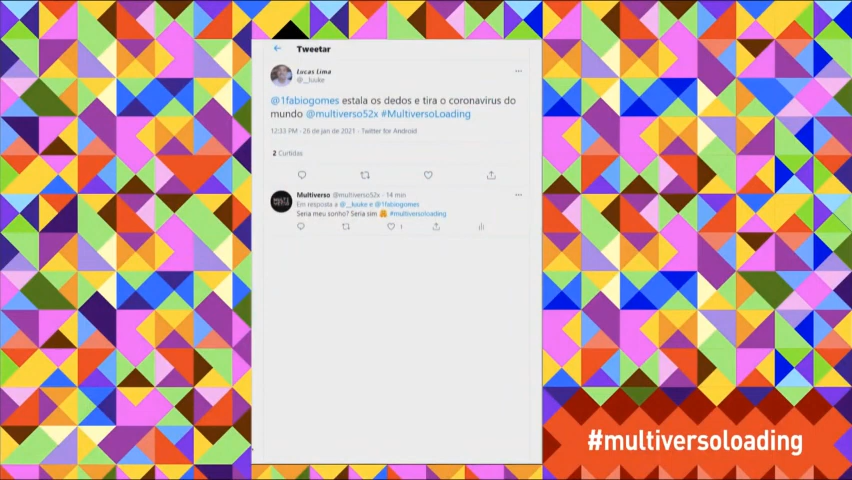 Tweetar
Lucas Lima
@__luuke
@1fabiogomes estala os dedos e tira o coronavirus do
mundo @multiverso52x #MultiversoLoading
12:33 PM · 26 de jan de 2021 · Twitter for Android
2 Curtidas
Multiverso @multiverso52x · 14 min
Em resposta a @__luuke e @1fabiogomes
Seria meu sonho? Seria sim #multiversoloading
1
#multiversoloading